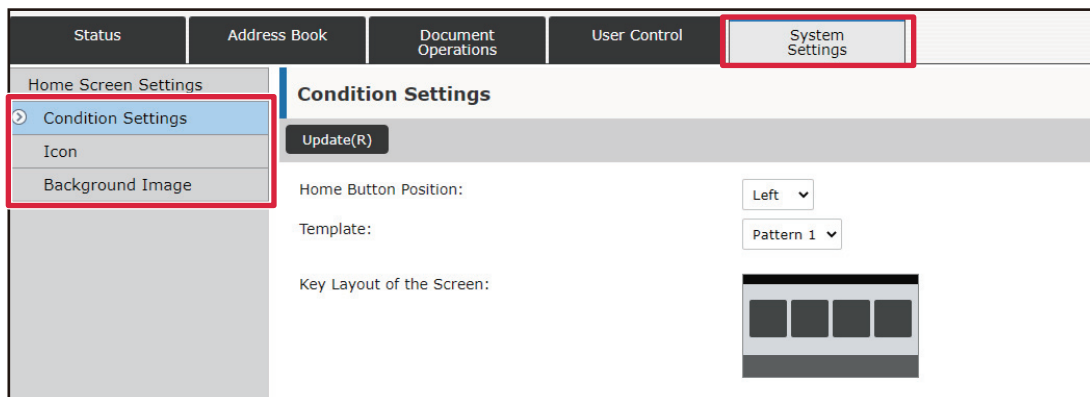 Status
Address Book
Document
Operations
User Control
System
Settings
Home Screen Settings
Condition Settings
Icon
Background Image
Condition Settings
Update(R)
Home Button Position:
Left
Template:
Pattern 1
Key Layout of the Screen: